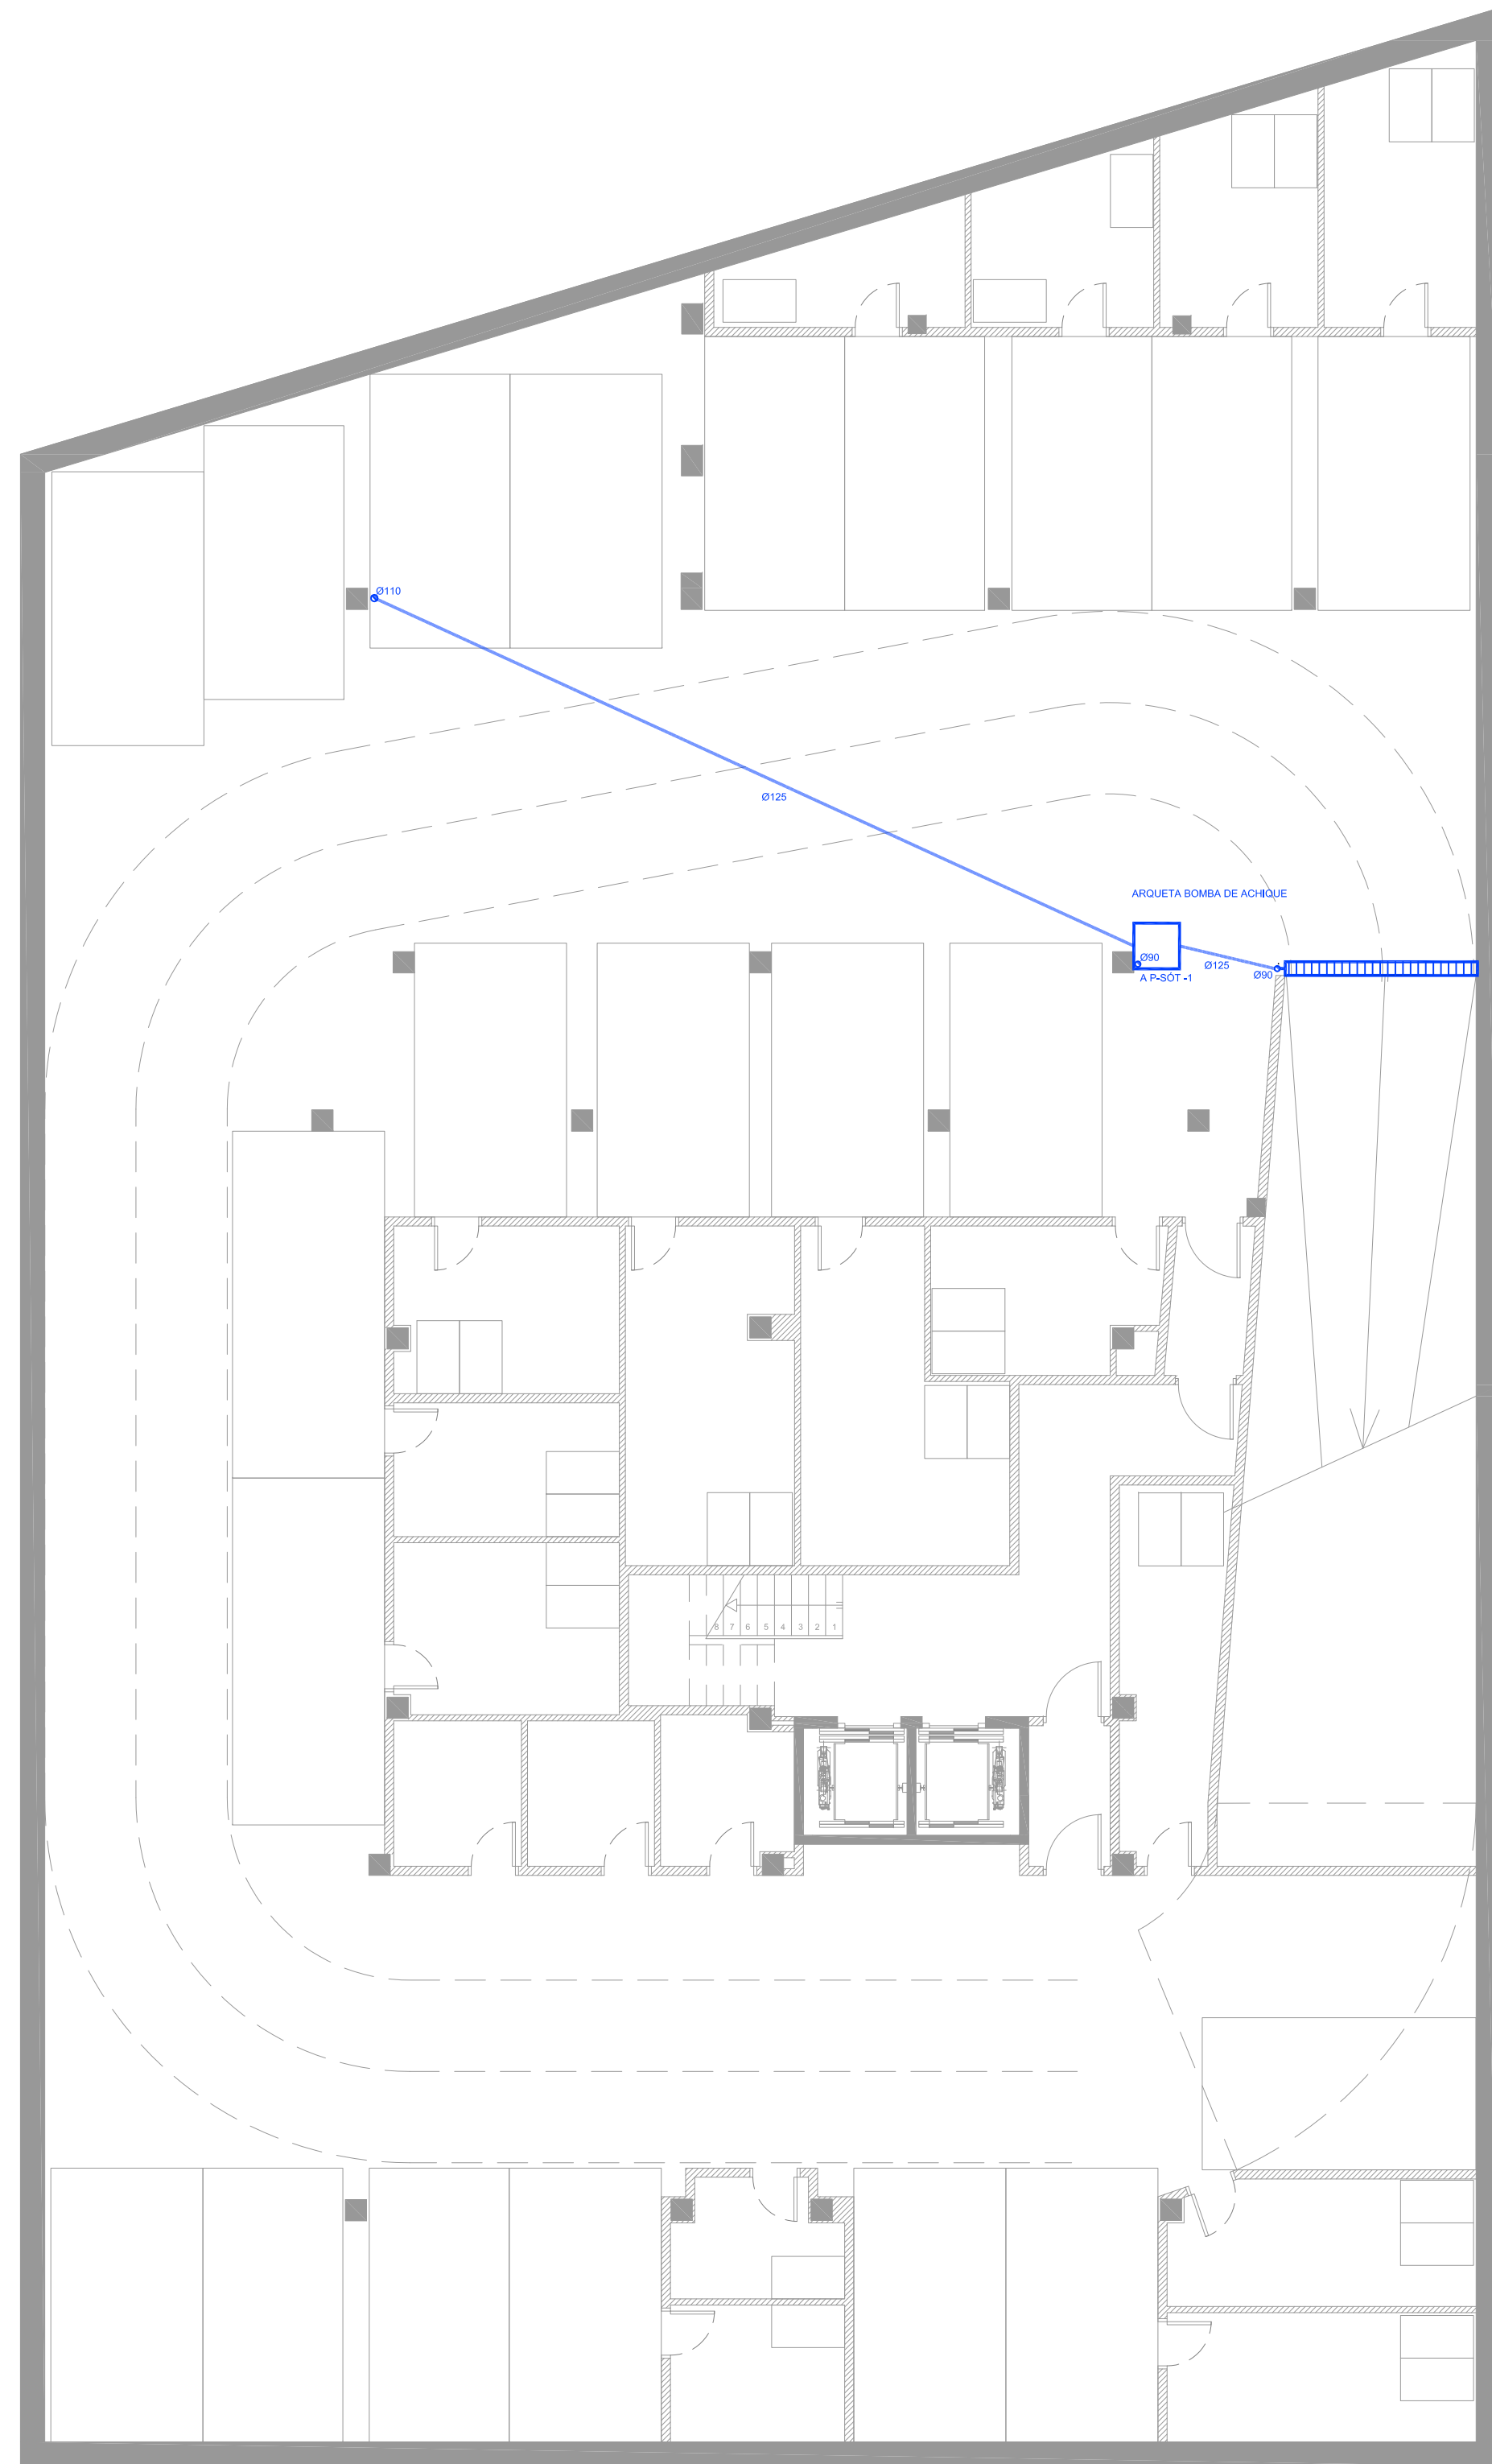 Ø110
Ø125
ARQUETA BOMBA DE ACHIQUE
Ø90
Ø125
Ø90
A P-SÓT -1
8 7 6 5 4 3 2 1